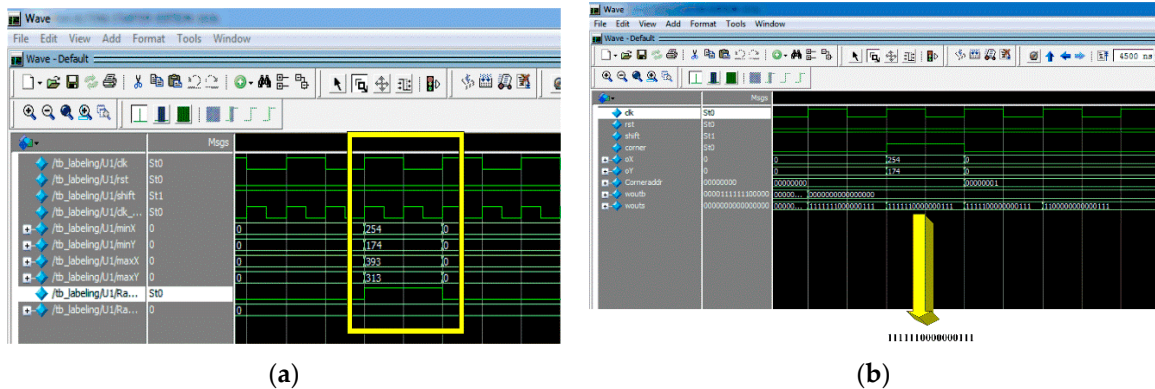 Wave
File Edit View Add Format Tools Window
Wave - Default
Msgs
/tb_labeling/U1/clk St0
/tb_labeling/U1/rst St0
/tb_labeling/U1/shift St1
/tb_labeling/U1/clk_... St0
/tb_labeling/U1/minX 0 0 254 0
/tb_labeling/U1/minY 0 0 174 0
/tb_labeling/U1/maxX 0 0 393 0
/tb_labeling/U1/maxY 0 0 313 0
/tb_labeling/U1/Ra... St0
/tb_labeling/U1/Ra... 0 0
(a)
Wave
File Edit View Add Format Tools Window
Wave - Default
4500 ns
Msgs
clk St0
rst St0
shift St1
corner St0
oX 0 0 254 0
oY 0 0 174 0
Corneraddr 00000000 00000000 00000001
woutb 0000111111100000 00000... 0000000000000000
wouts 0000000000000000 00000... 1111111000000111 1111110000000111 1111100000000111 1110000000000111
1111110000000111
(b)